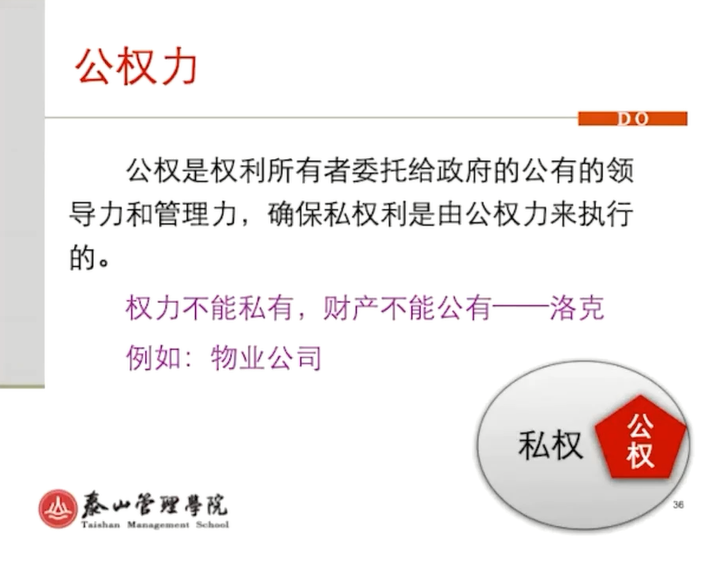 公权力
DO
公权是权利所有者委托给政府的公有的领
导力和管理力，确保私权利是由公权力来执行
的。
权力不能私有，财产不能公有——洛克
例如：物业公司
私权
公
权
泰山管理學院
Taishan Management School
36